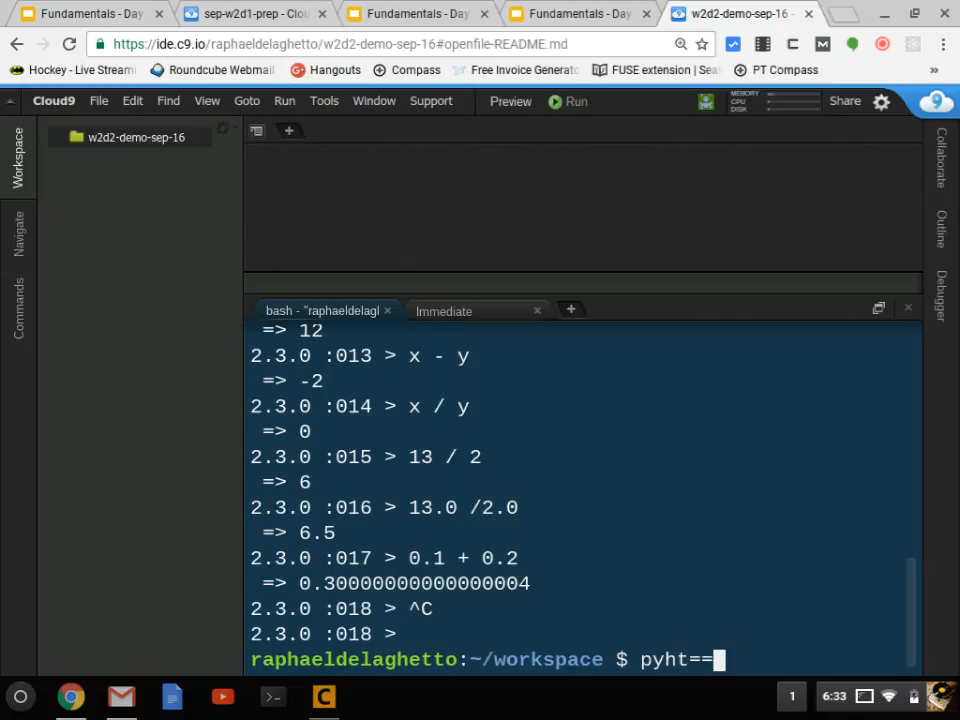 Fundamentals - Day
sep-w2d1-prep - Clou
Fundamentals - Day
Fundamentals - Day
w2d2-demo-sep-16 -
https://ide.c9.io/raphaeldelaghetto/w2d2-demo-sep-16#openfile-README.md
Hockey - Live Streami
Roundcube Webmail
Hangouts
Compass
Free Invoice Generato
FUSE extension | Sea
PT Compass
»
Cloud9 File Edit Find View Goto Run Tools Window Support Preview Run
MEMORY
CPU
DISK
Share
9
Workspace
Navigate
Commands
w2d2-demo-sep-16
Collaborate
Outline
Debugger
bash - "raphaeldelagl
Immediate
=> 12
2.3.0 :013 > x - y
=> -2
2.3.0 :014 > x / y
=> 0
2.3.0 :015 > 13 / 2
=> 6
2.3.0 :016 > 13.0 /2.0
=> 6.5
2.3.0 :017 > 0.1 + 0.2
=> 0.30000000000000004
2.3.0 :018 > ^C
2.3.0 :018 >
raphaeldelaghetto:~/workspace $ pyht==
1
6:33